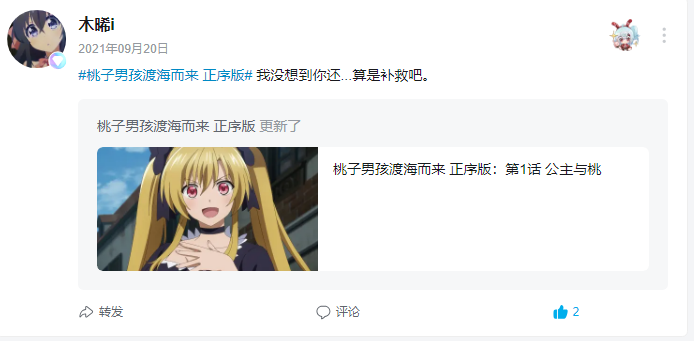 木晞i
2021年09月20日
#桃子男孩渡海而来 正序版# 我没想到你还...算是补救吧。
桃子男孩渡海而来 正序版 更新了
桃子男孩渡海而来 正序版：第1话 公主与桃
转发
评论
2